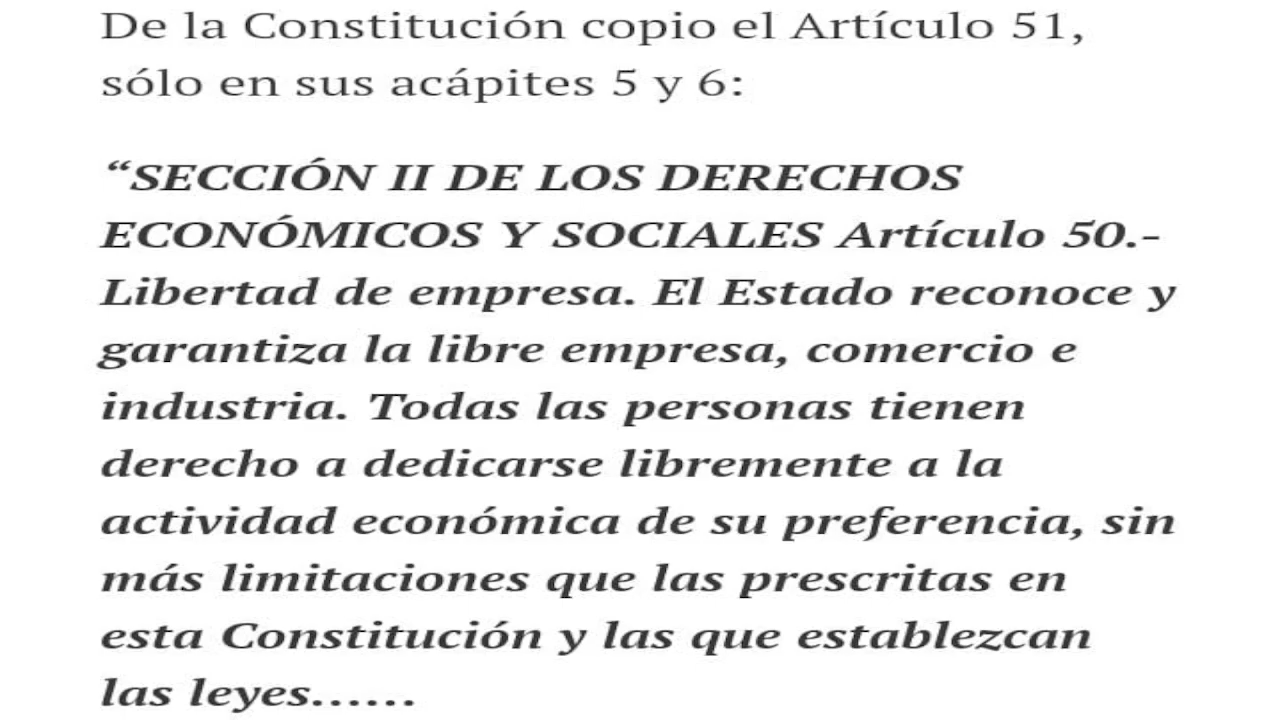 De la Constitución copio el Artículo 51,
sólo en sus acápites 5 y 6:
“SECCIÓN II DE LOS DERECHOS
ECONÓMICOS Y SOCIALES Artículo 50.-
Libertad de empresa. El Estado reconoce y
garantiza la libre empresa, comercio e
industria. Todas las personas tienen
derecho a dedicarse libremente a la
actividad económica de su preferencia, sin
más limitaciones que las prescritas en
esta Constitución y las que establezcan
las leyes......